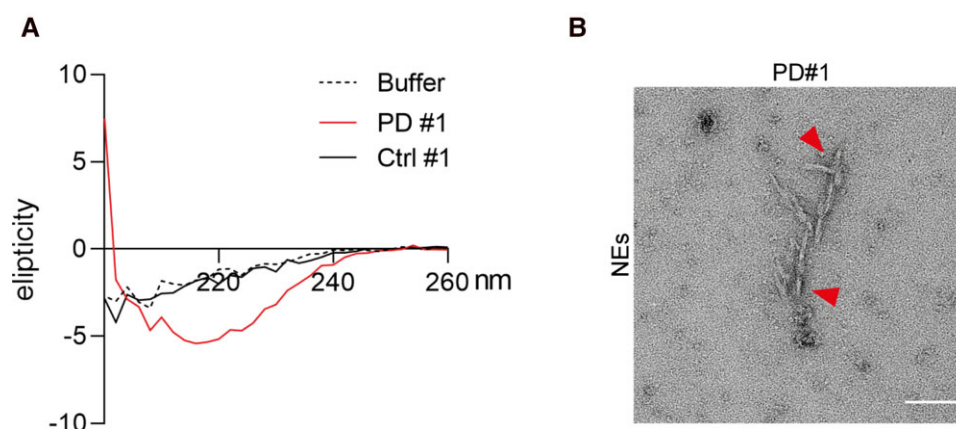 A
10
5
0
-5
-10
elipticity
220
240
260 nm
Buffer
PD #1
Ctrl #1
B
PD#1
NEs